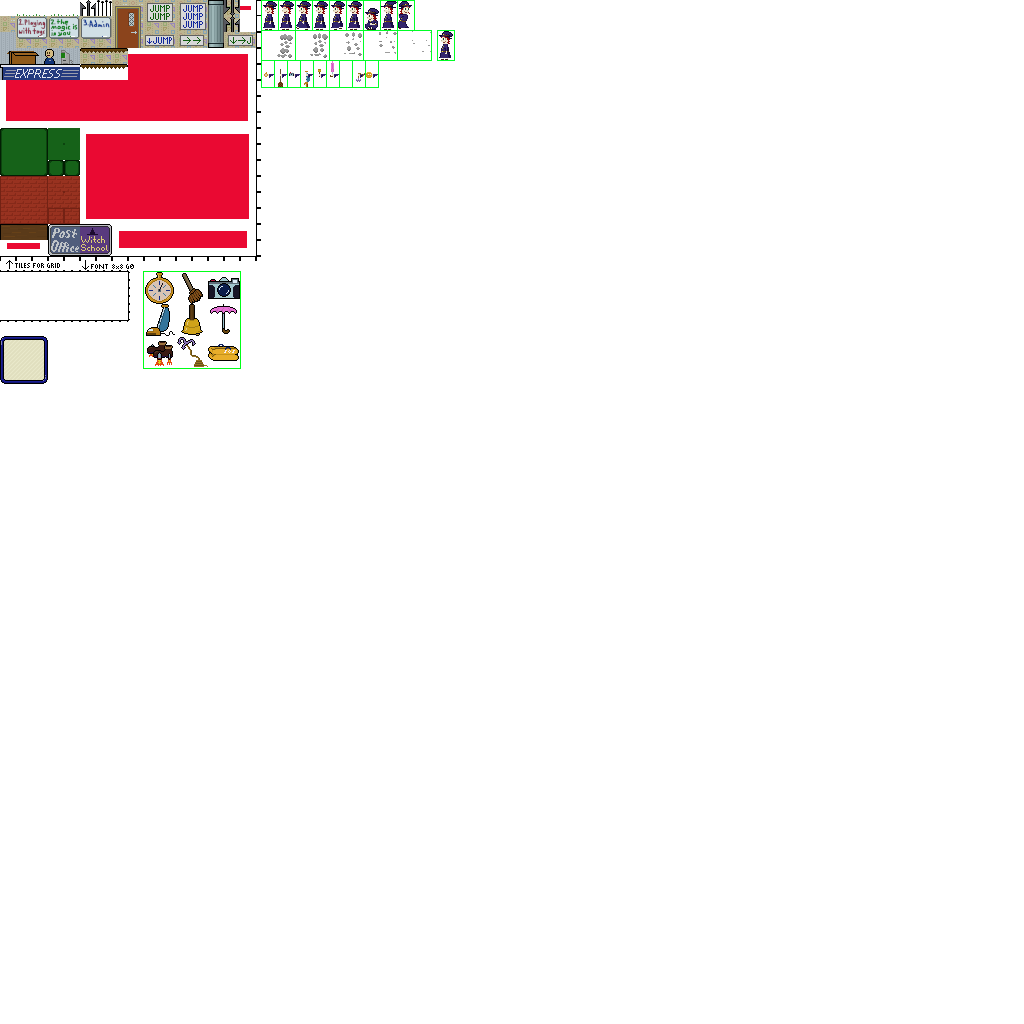 1.Playing
with tags
2.the
magic is
in you
3.Admin
JUMP
JUMP
JUMP
JUMP
JUMP
↓JUMP
→→
↓→J
EXPRESS
Post
Office
Witch
School
↑TILES FOR GRID
↓FONT 8x8 GO